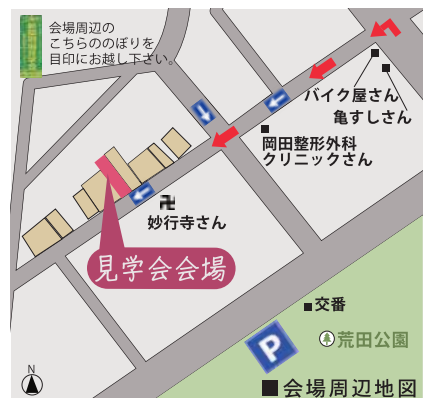 会場周辺の
こちらののぼりを
目印にお越し下さい。
バイク屋さん
亀すしさん
岡田整形外科
クリニックさん
卍
妙行寺さん
見学会会場
交番
荒田公園
P
N
■会場周辺地図